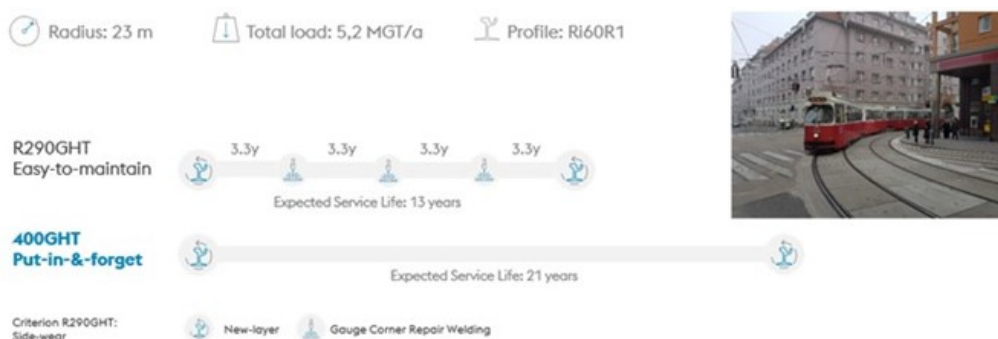 Radius: 23 m
Total load: 5,2 MGT/a
Profile: Ri60R1
R290GHT
Easy-to-maintain
3.3y
3.3y
3.3y
3.3y
Expected Service Life: 13 years
400GHT
Put-in-&-forget
Expected Service Life: 21 years
Criterion R290GHT:
Side-wear
New-layer
Gauge Corner Repair Welding